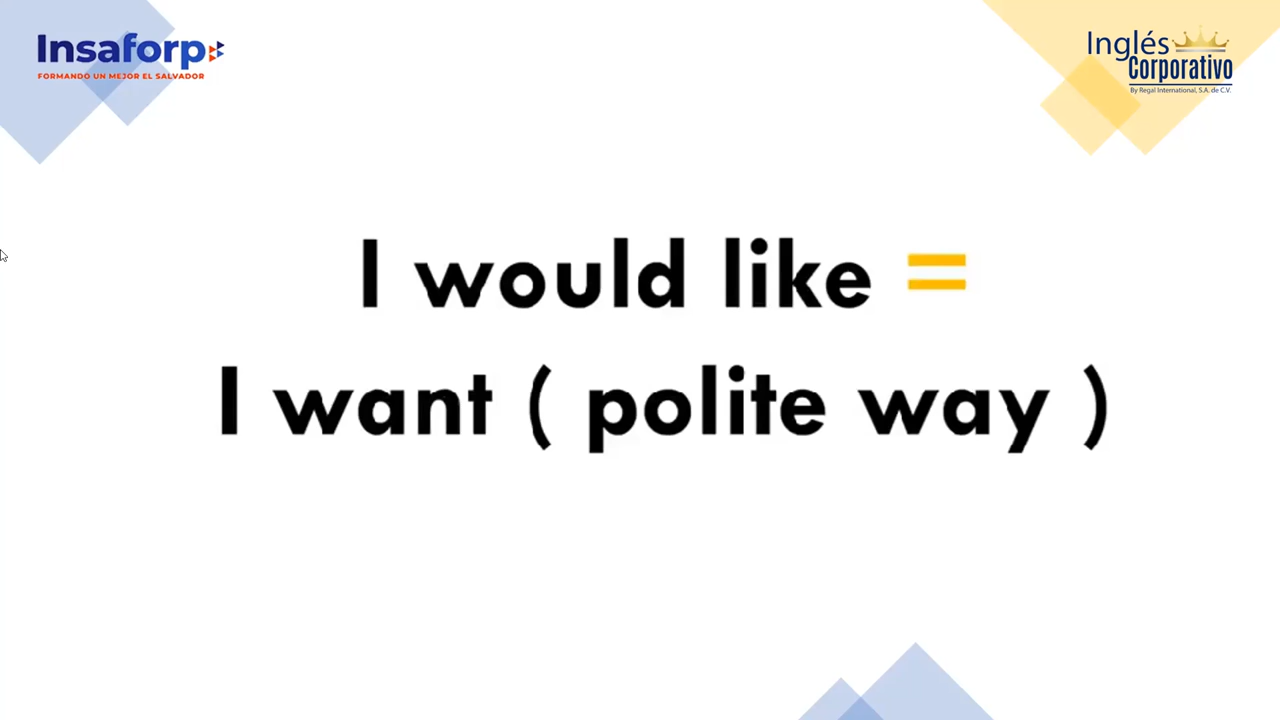 Insaforp
FORMANDO UN MEJOR EL SALVADOR
Inglés
Corporativo
By Regal International, S.A. de C.V.
I would like =
I want ( polite way )